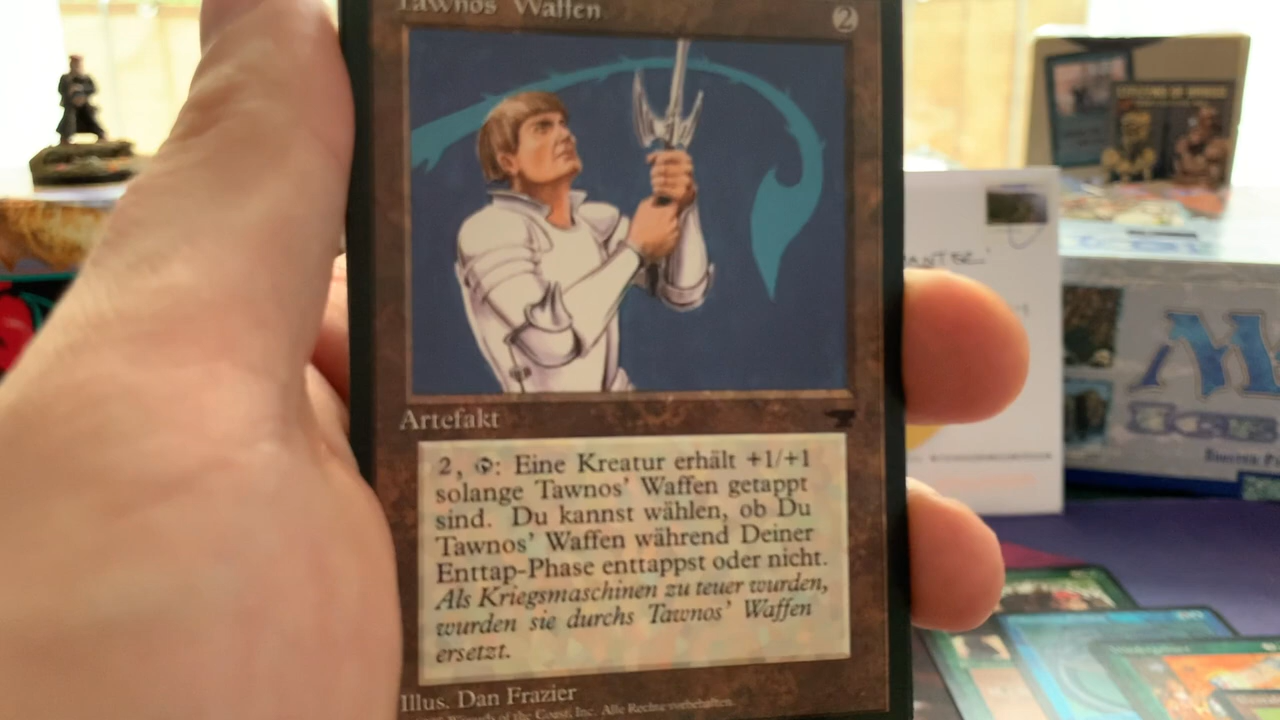 Tawnos Waffen
2
Artefakt
2, : Eine Kreatur erhält +1/+1
solange Tawnos' Waffen getappt
sind. Du kannst wählen, ob Du
Tawnos' Waffen während Deiner
Enttap-Phase enttappst oder nicht.
Als Kriegsmaschinen zu teuer wurden,
wurden sie durchs Tawnos' Waffen
ersetzt.
Illus. Dan Frazier
Wizards of the Coast, Inc. Alle Rechte vorbehalten.